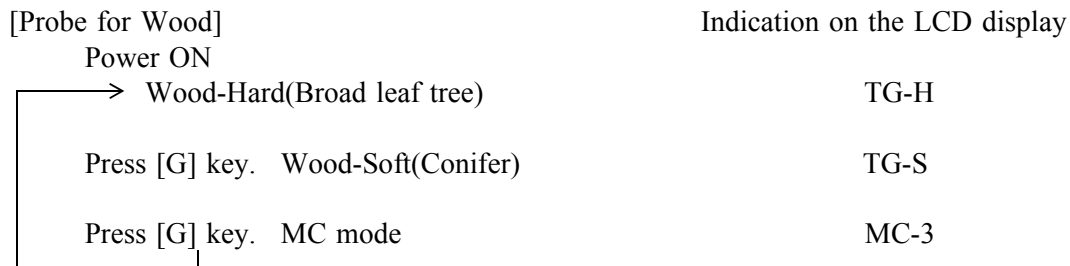 [Probe for Wood] Indication on the LCD display
Power ON
Wood-Hard(Broad leaf tree) TG-H
Press [G] key. Wood-Soft(Conifer) TG-S
Press [G] key. MC mode MC-3